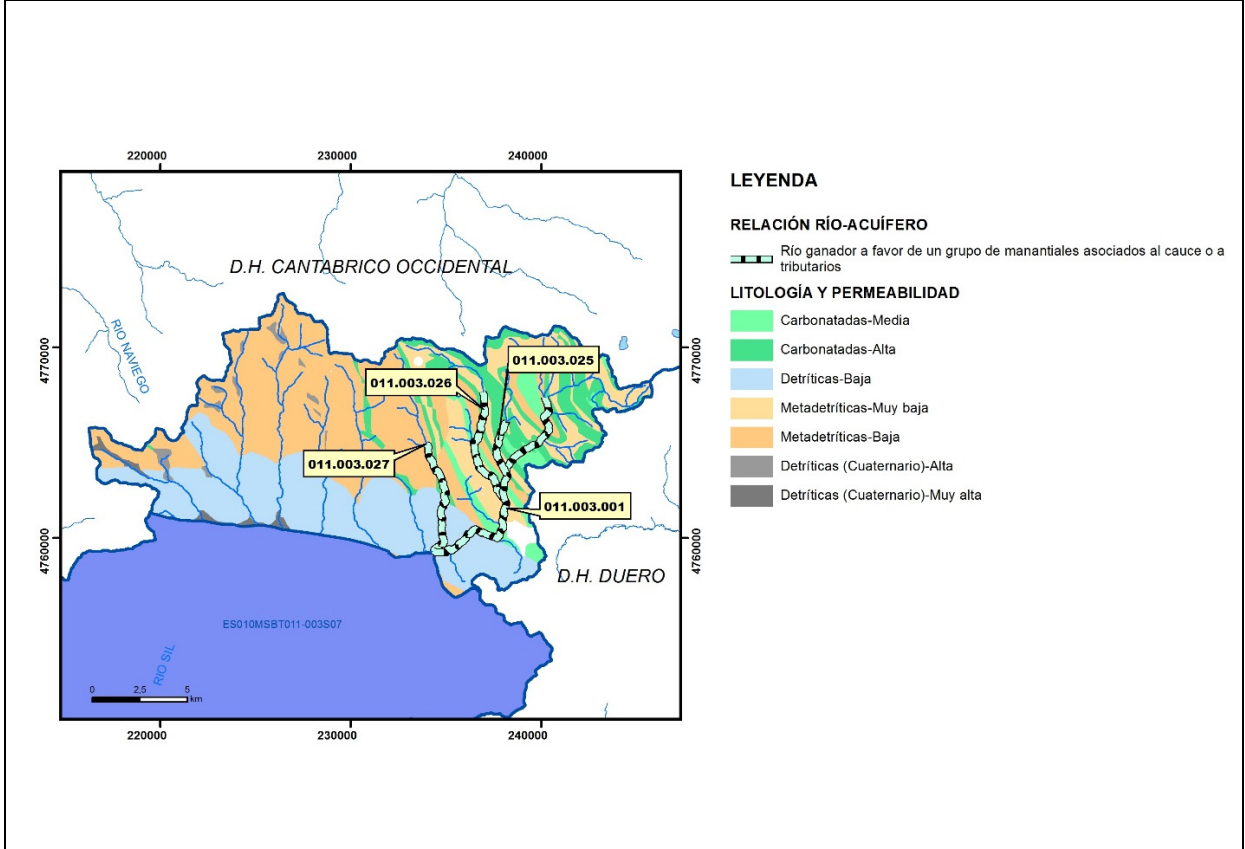 220000
230000
240000
D.H. CANTABRICO OCCIDENTAL
RIO NAVIEGO
4770000
4770000
011.003.025
011.003.026
011.003.027
011.003.001
4760000
4760000
D.H. DUERO
ES010MSBT011-003S07
RIO SIL
0 2,5 5
km
220000
230000
240000
LEYENDA
RELACIÓN RÍO-ACUÍFERO
Río ganador a favor de un grupo de manantiales asociados al cauce o a
tributarios
LITOLOGÍA Y PERMEABILIDAD
Carbonatadas-Media
Carbonatadas-Alta
Detríticas-Baja
Metadetríticas-Muy baja
Metadetríticas-Baja
Detríticas (Cuaternario)-Alta
Detríticas (Cuaternario)-Muy alta